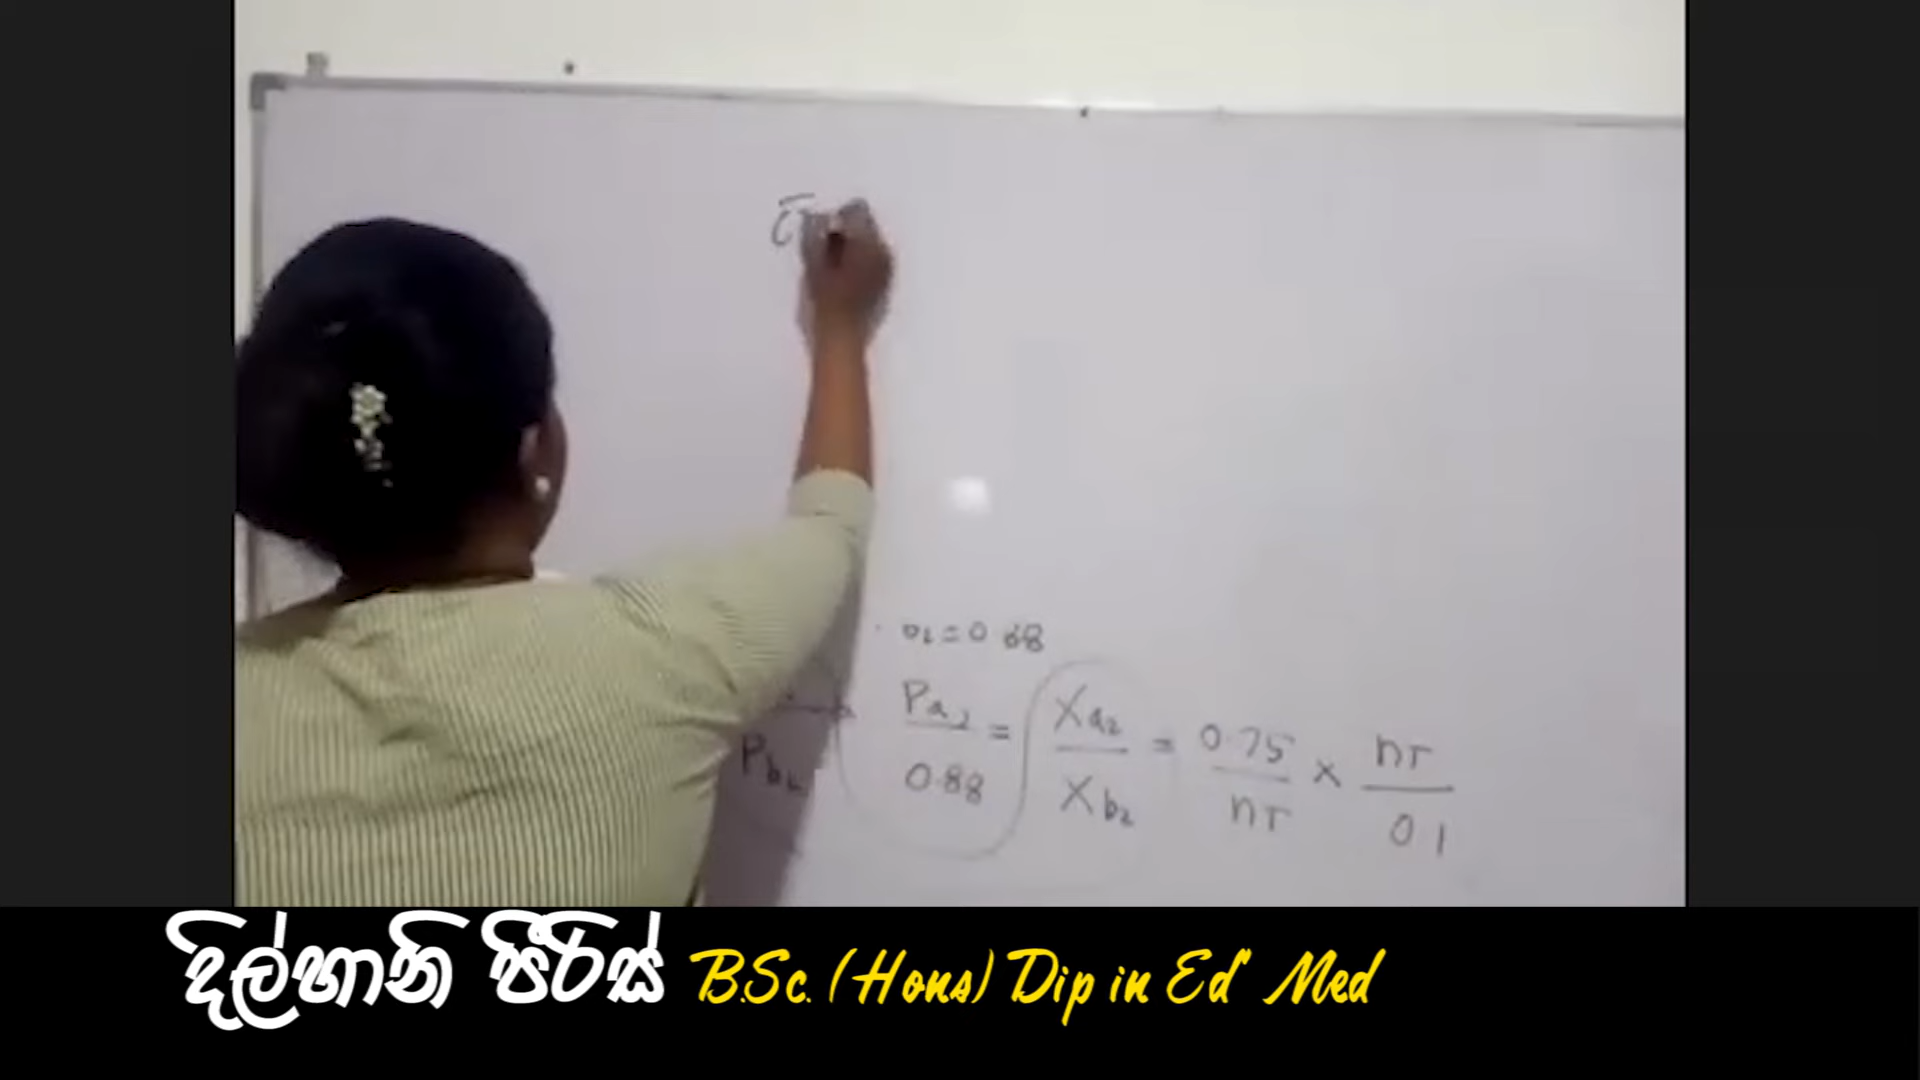 = 0.88
Pa₂ / 0.88 = Xa₂ / Xb₂ = 0.75 / nT × nT / 0.1
Pb₂
දිල්හානි පීරිස් B.Sc. (Hons) Dip in Ed Med